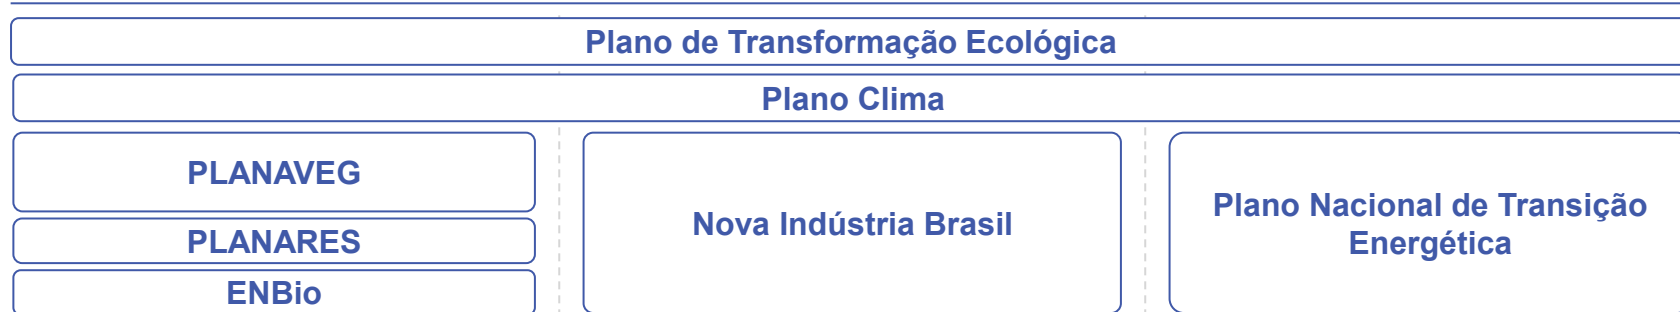 Plano de Transformação Ecológica
Plano Clima
PLANAVEG
PLANARES
ENBio
Nova Indústria Brasil
Plano Nacional de Transição
Energética